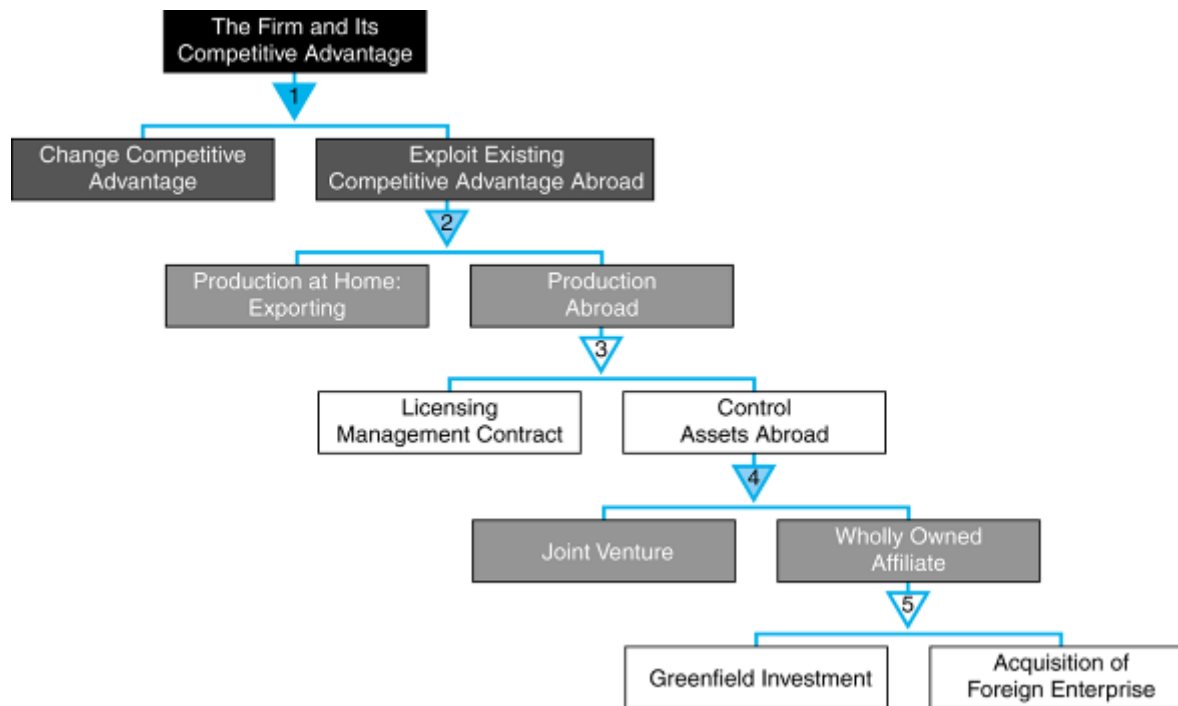 The Firm and Its
Competitive Advantage
1
Change Competitive
Advantage
Exploit Existing
Competitive Advantage Abroad
2
Production at Home:
Exporting
Production
Abroad
3
Licensing
Management Contract
Control
Assets Abroad
4
Joint Venture
Wholly Owned
Affiliate
5
Greenfield Investment
Acquisition of
Foreign Enterprise